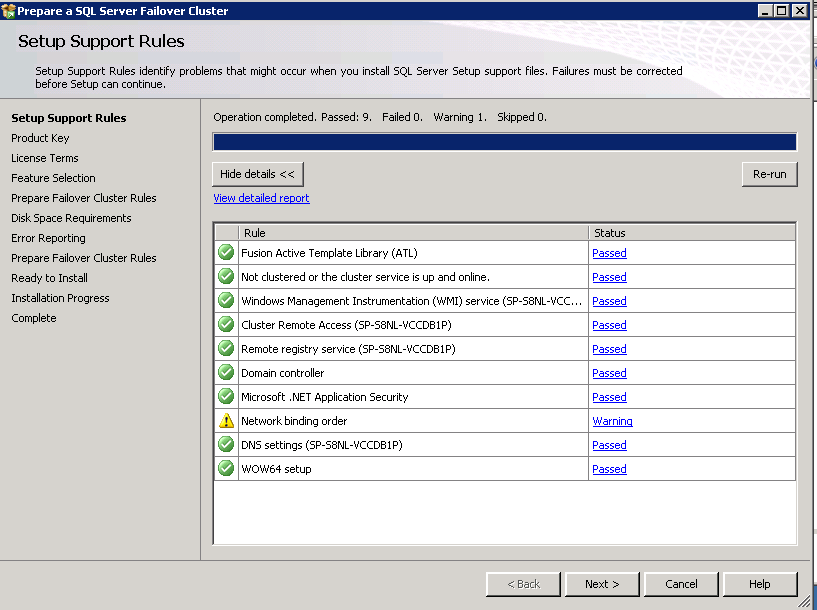 Prepare a SQL Server Failover Cluster
Setup Support Rules
Setup Support Rules identify problems that might occur when you install SQL Server Setup support files. Failures must be corrected
before Setup can continue.
Setup Support Rules
Product Key
License Terms
Feature Selection
Prepare Failover Cluster Rules
Disk Space Requirements
Error Reporting
Prepare Failover Cluster Rules
Ready to Install
Installation Progress
Complete
Operation completed. Passed: 9. Failed 0. Warning 1. Skipped 0.
Hide details <<
Re-run
View detailed report
Rule Status
Fusion Active Template Library (ATL) Passed
Not clustered or the cluster service is up and online. Passed
Windows Management Instrumentation (WMI) service (SP-S8NL-VCC... Passed
Cluster Remote Access (SP-S8NL-VCCDB1P) Passed
Remote registry service (SP-S8NL-VCCDB1P) Passed
Domain controller Passed
Microsoft .NET Application Security Passed
Network binding order Warning
DNS settings (SP-S8NL-VCCDB1P) Passed
WOW64 setup Passed
< Back Next > Cancel Help